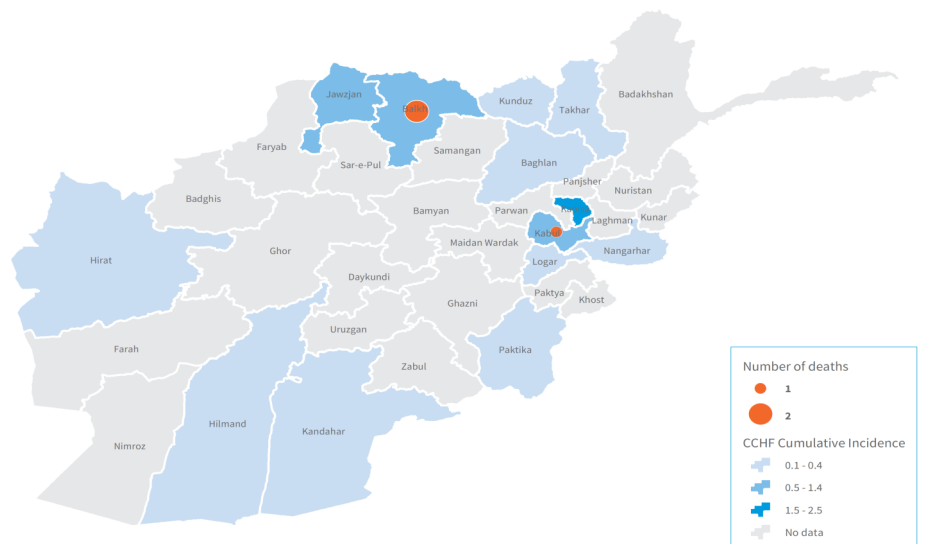 Badakhshan
Jawzjan
Balkh
Kunduz
Takhar
Faryab
Samangan
Sar-e-Pul
Baghlan
Panjsher
Nuristan
Badghis
Bamyan
Parwan
Laghman
Kunar
Kabul
Maidan Wardak
Ghor
Nangarhar
Hirat
Logar
Daykundi
Paktya
Khost
Ghazni
Uruzgan
Farah
Paktika
Zabul
Hilmand
Kandahar
Nimroz
Number of deaths
1
2
CCHF Cumulative Incidence
0.1 - 0.4
0.5 - 1.4
1.5 - 2.5
No data